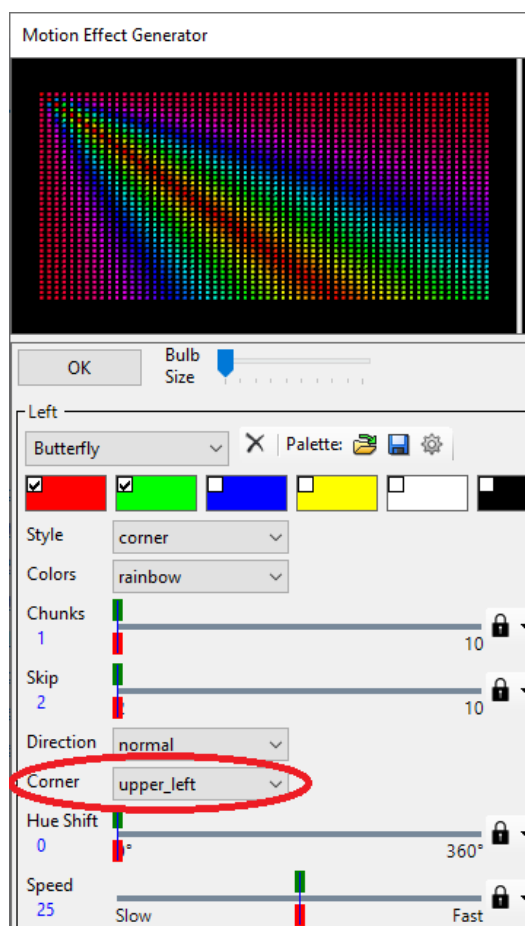 Motion Effect Generator
OK
Bulb
Size
Left
Butterfly
Palette:
Style
corner
Colors
rainbow
Chunks
1
10
Skip
2
10
Direction
normal
Corner
upper_left
Hue Shift
0
360°
Speed
25
Slow
Fast